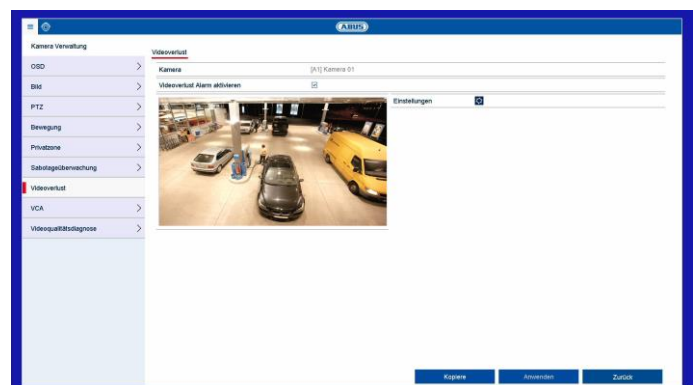 ABUS
Kamera Verwaltung
OSD
Bild
PTZ
Bewegung
Privatzone
Sabotageüberwachung
Videoverlust
VCA
Videoqualitätsdiagnose
Videoverlust
Kamera [A1] Kamera 01
Videoverlust Alarm aktivieren
Einstellungen
Kopiere Anwenden Zurück